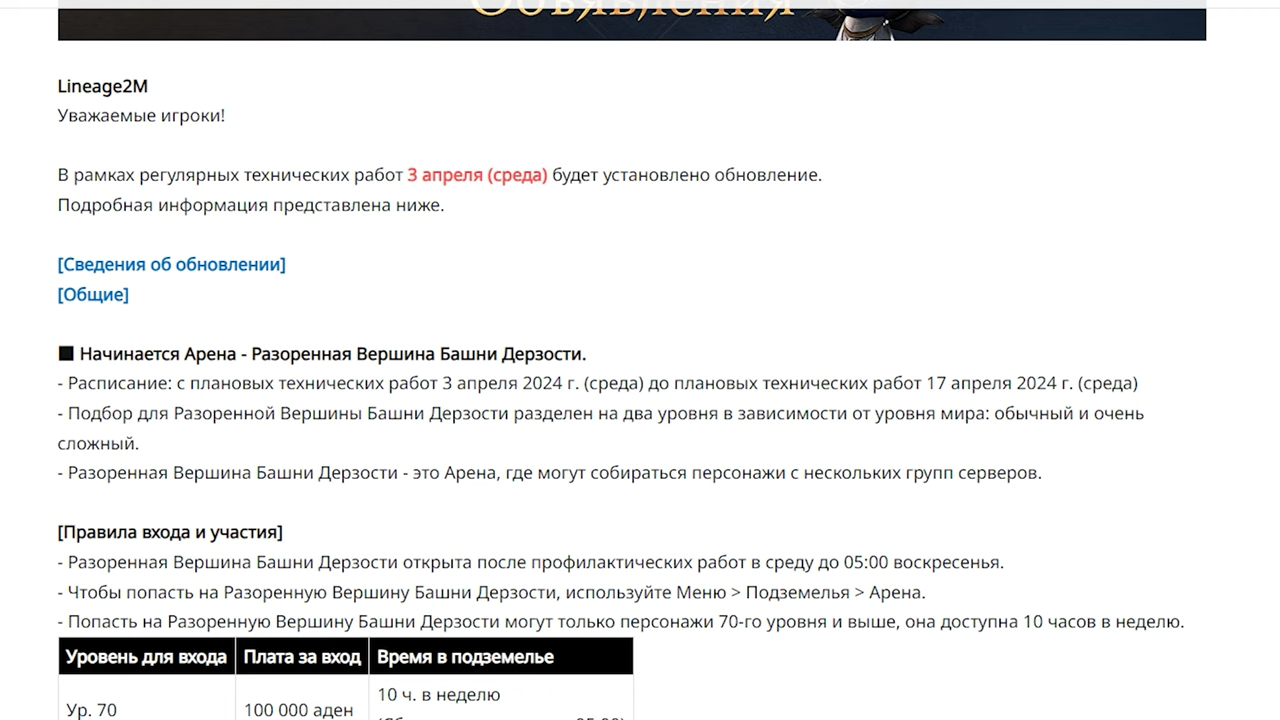 Объявления
Lineage2M
Уважаемые игроки!
В рамках регулярных технических работ 3 апреля (среда) будет установлено обновление.
Подробная информация представлена ниже.
[Сведения об обновлении]
[Общие]
■ Начинается Арена - Разоренная Вершина Башни Дерзости.
- Расписание: с плановых технических работ 3 апреля 2024 г. (среда) до плановых технических работ 17 апреля 2024 г. (среда)
- Подбор для Разоренной Вершины Башни Дерзости разделен на два уровня в зависимости от уровня мира: обычный и очень
сложный.
- Разоренная Вершина Башни Дерзости - это Арена, где могут собираться персонажи с нескольких групп серверов.
[Правила входа и участия]
- Разоренная Вершина Башни Дерзости открыта после профилактических работ в среду до 05:00 воскресенья.
- Чтобы попасть на Разоренную Вершину Башни Дерзости, используйте Меню > Подземелья > Арена.
- Попасть на Разоренную Вершину Башни Дерзости могут только персонажи 70-го уровня и выше, она доступна 10 часов в неделю.
Уровень для входа Плата за вход Время в подземелье
10 ч. в неделю
Ур. 70 100 000 аден